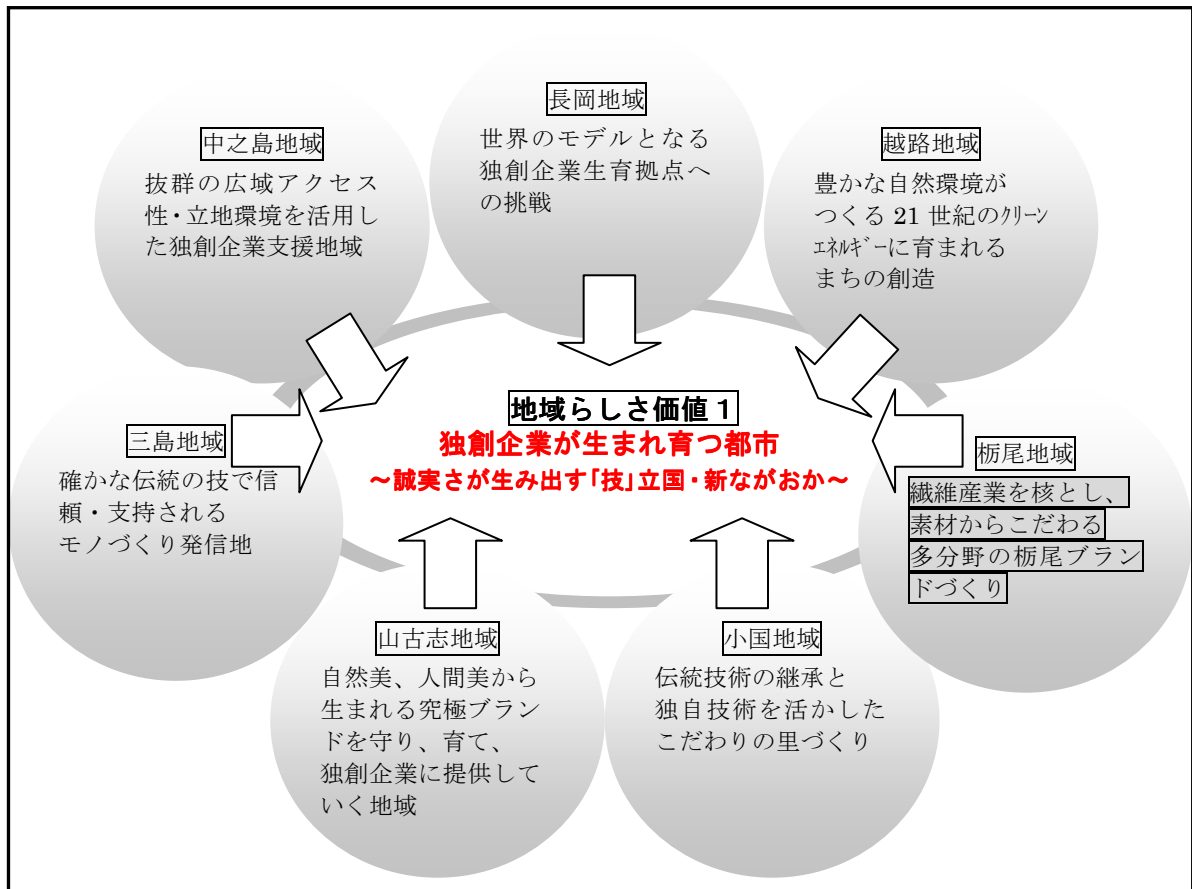 長岡地域
世界のモデルとなる
独創企業生育拠点へ
の挑戦
中之島地域
抜群の広域アクセス
性・立地環境を活用し
た独創企業支援地域
越路地域
豊かな自然環境が
つくる 21 世紀のｸﾘｰﾝ
ｴﾈﾙｷﾞｰに育まれる
まちの創造
地域らしさ価値１
独創企業が生まれ育つ都市
～誠実さが生み出す「技」立国・新ながおか～
三島地域
確かな伝統の技で信
頼・支持される
モノづくり発信地
栃尾地域
繊維産業を核とし、
素材からこだわる
多分野の栃尾ブラン
ドづくり
山古志地域
自然美、人間美から
生まれる究極ブラン
ドを守り、育て、
独創企業に提供して
いく地域
小国地域
伝統技術の継承と
独自技術を活かした
こだわりの里づくり